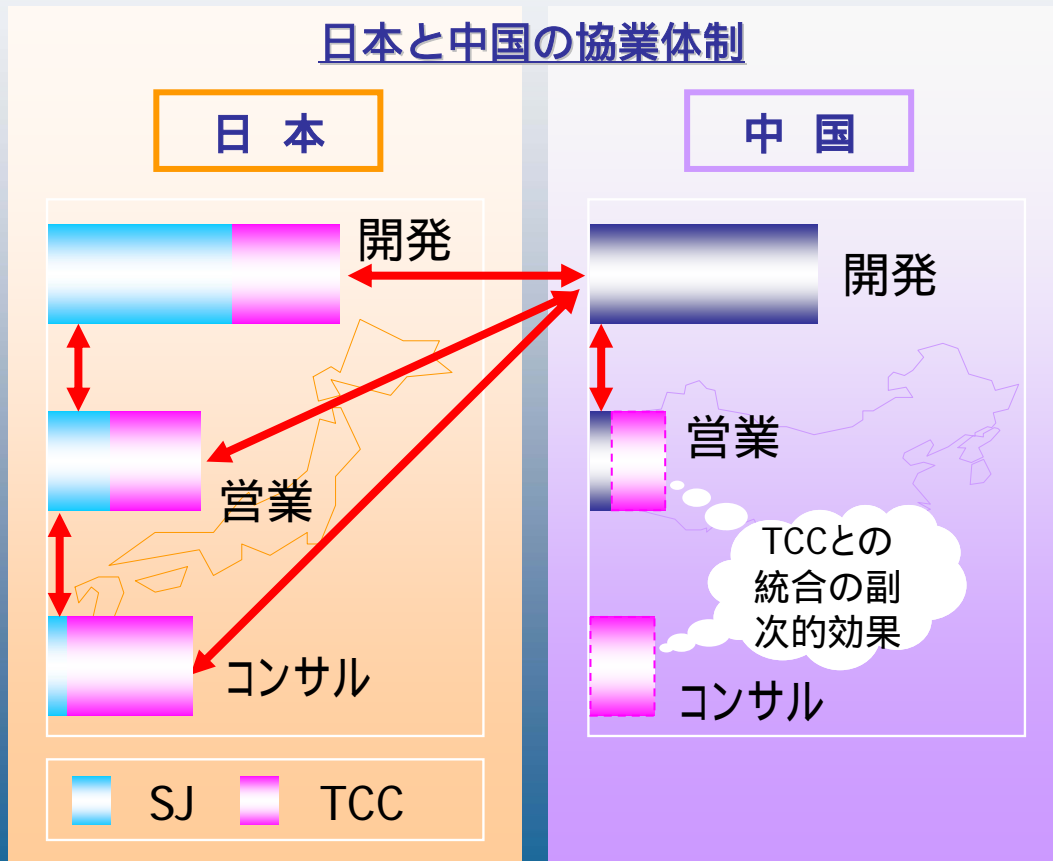 日本と中国の協業体制
日 本
中 国
開発
開発
営業
営業
TCCとの
統合の副
次的効果
コンサル
コンサル
SJ
TCC